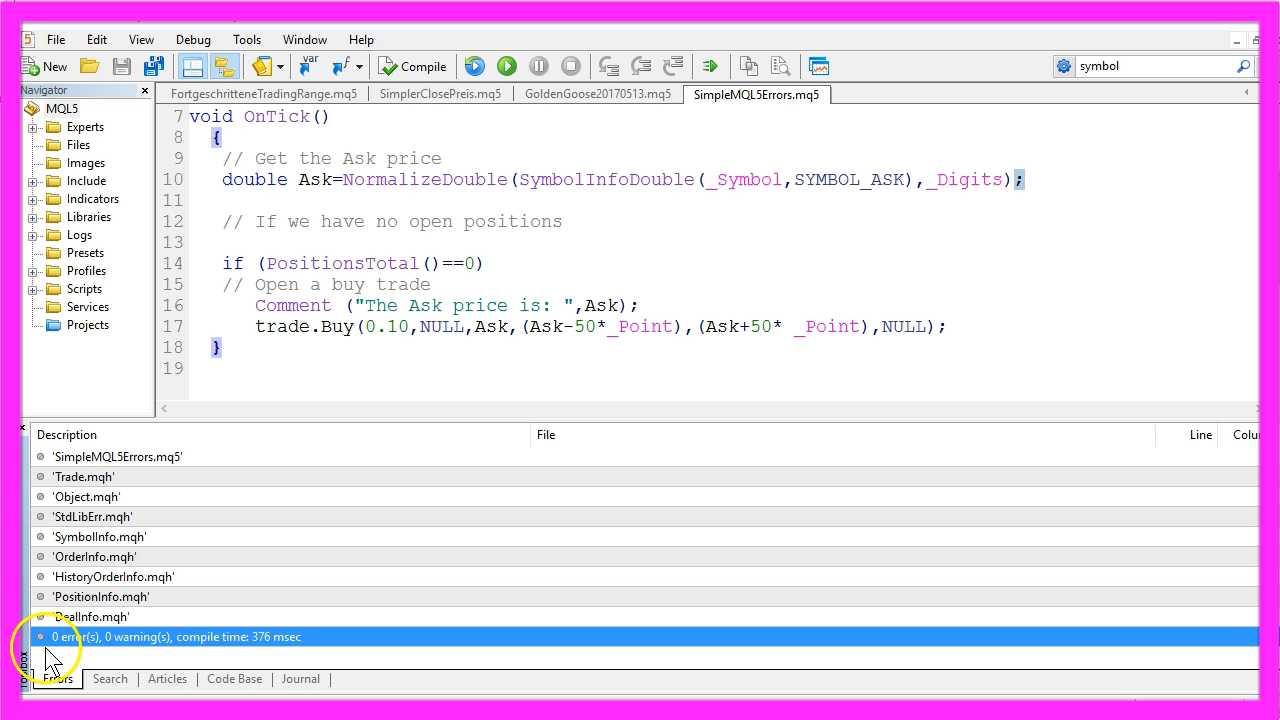 File Edit View Debug Tools Window Help
New Compile symbol
Navigator
FortgeschritteneTradingRange.mq5 SimplerClosePreis.mq5 GoldenGoose20170513.mq5 SimpleMQL5Errors.mq5
MQL5
Experts
Files
Images
Include
Indicators
Libraries
Logs
Presets
Profiles
Scripts
Services
Projects
7 void OnTick()
8 {
9 // Get the Ask price
10 double Ask=NormalizeDouble(SymbolInfoDouble(_Symbol,SYMBOL_ASK),_Digits);
11
12 // If we have no open positions
13
14 if (PositionsTotal()==0)
15 // Open a buy trade
16 Comment ("The Ask price is: ",Ask);
17 trade.Buy(0.10,NULL,Ask,(Ask-50*_Point),(Ask+50* _Point),NULL);
18 }
19
Description File Line Colu
'SimpleMQL5Errors.mq5'
'Trade.mqh'
'Object.mqh'
'StdLibErr.mqh'
'SymbolInfo.mqh'
'OrderInfo.mqh'
'HistoryOrderInfo.mqh'
'PositionInfo.mqh'
'DealInfo.mqh'
0 error(s), 0 warning(s), compile time: 376 msec
Errors Search Articles Code Base Journal